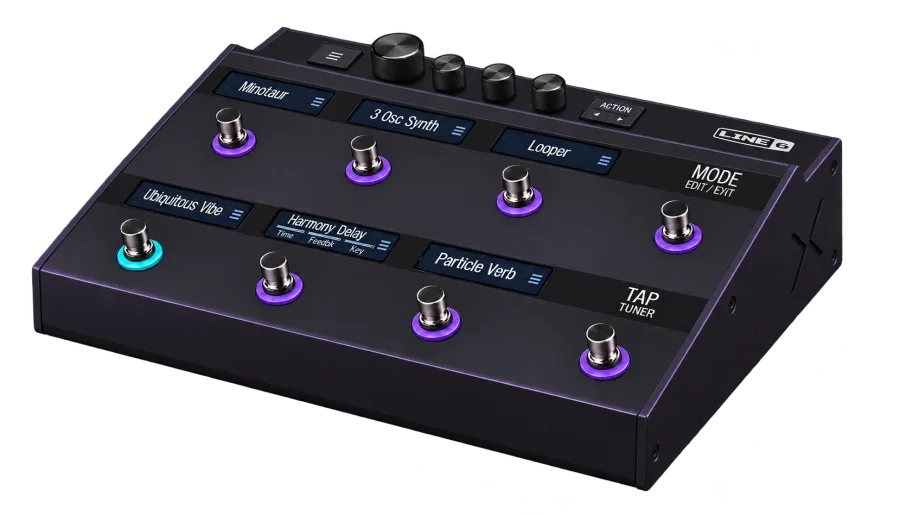 ACTION
LINE 6
Minotaur
3 Osc Synth
Looper
MODE
EDIT / EXIT
Ubiquitous Vibe
Harmony Delay
Time Feedbk Key
Particle Verb
TAP
TUNER